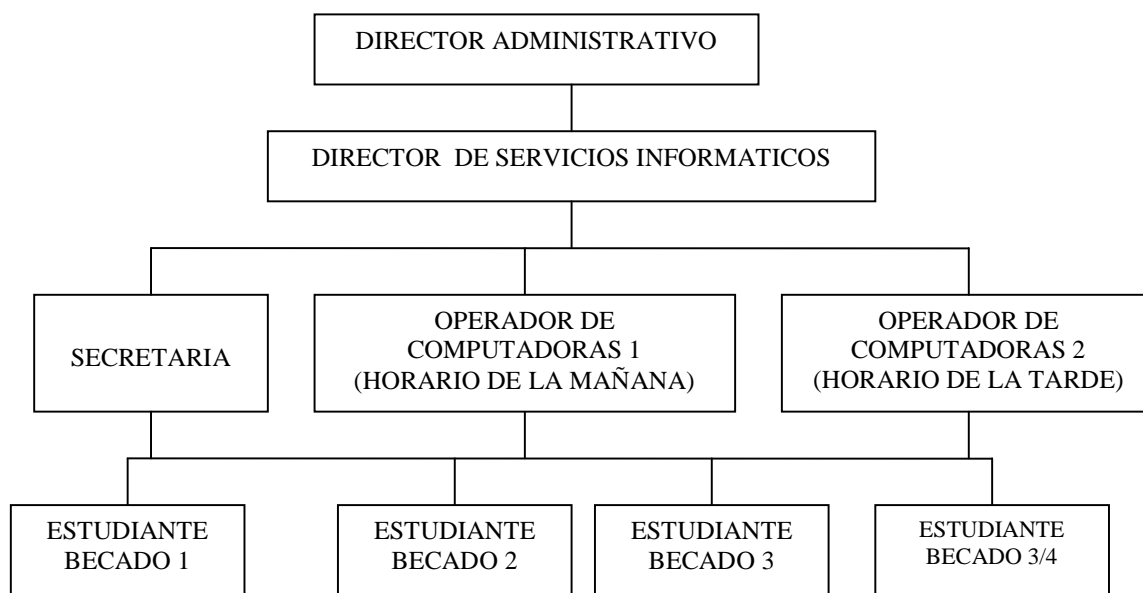 DIRECTOR ADMINISTRATIVO
DIRECTOR DE SERVICIOS INFORMATICOS
SECRETARIA
OPERADOR DE
COMPUTADORAS 1
(HORARIO DE LA MAÑANA)
OPERADOR DE
COMPUTADORAS 2
(HORARIO DE LA TARDE)
ESTUDIANTE
BECADO 1
ESTUDIANTE
BECADO 2
ESTUDIANTE
BECADO 3
ESTUDIANTE
BECADO 3/4